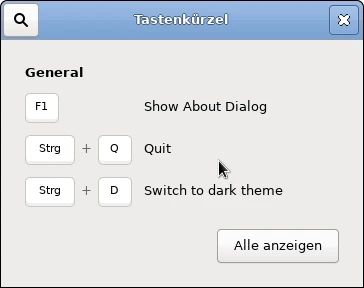 Tastenkürzel
General
F1 Show About Dialog
Strg + Q Quit
Strg + D Switch to dark theme
Alle anzeigen